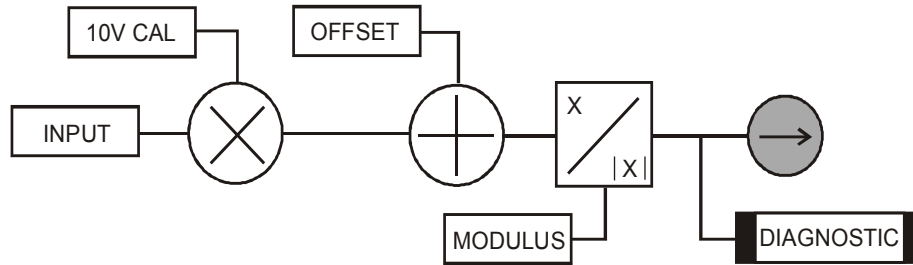 10V CAL
OFFSET
INPUT
X
|X|
MODULUS
DIAGNOSTIC